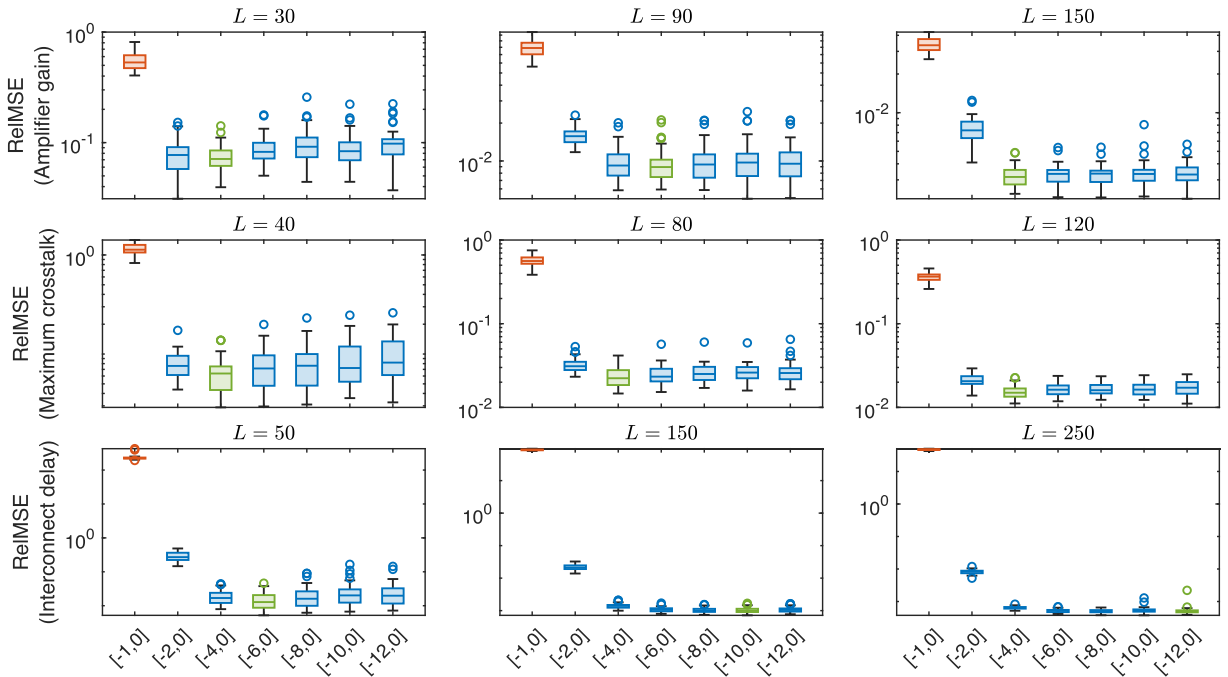 L = 30
L = 90
L = 150
RelMSE
(Amplifier gain)
10^0
10^-1
10^-2
10^-2
L = 40
L = 80
L = 120
RelMSE
(Maximum crosstalk)
10^0
10^0
10^-1
10^-2
10^0
10^-1
10^-2
L = 50
L = 150
L = 250
RelMSE
(Interconnect delay)
10^0
10^0
10^0
[-1,0] [-2,0] [-4,0] [-6,0] [-8,0] [-10,0] [-12,0]
[-1,0] [-2,0] [-4,0] [-6,0] [-8,0] [-10,0] [-12,0]
[-1,0] [-2,0] [-4,0] [-6,0] [-8,0] [-10,0] [-12,0]